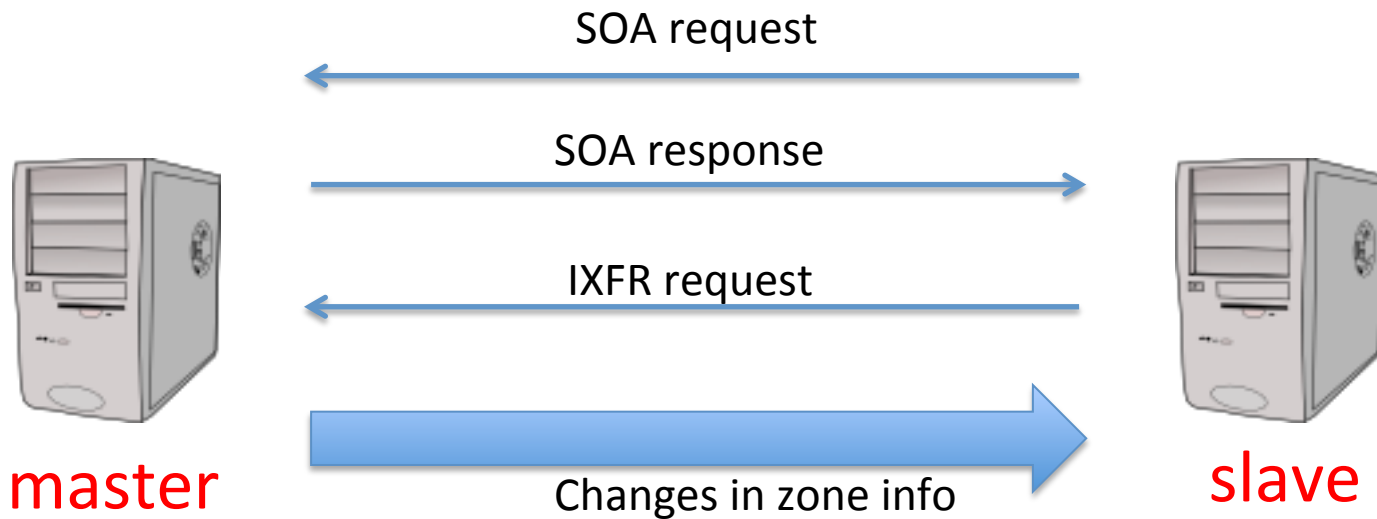 SOA request
SOA response
IXFR request
Changes in zone info
master
slave